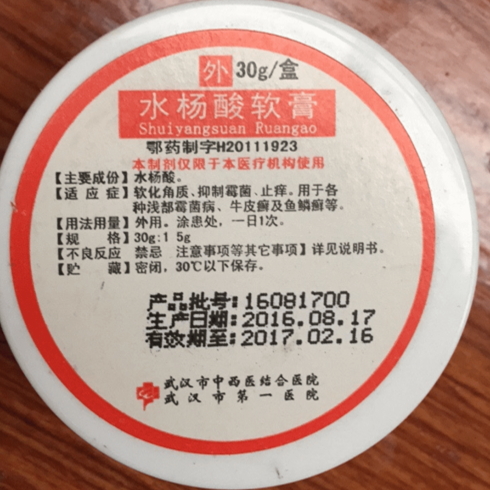 外 30g/盒
水杨酸软膏
Shuiyangsuan Ruangao
鄂药制字H20111923
本制剂仅限于本医疗机构使用
【主要成份】水杨酸。
【适应症】软化角质、抑制霉菌、止痒。用于各
种浅部霉菌病、牛皮癣及鱼鳞癣等。
【用法用量】外用。涂患处，一日1次。
【规格】30g:1.5g
【不良反应 禁忌 注意事项等其它事项】详见说明书。
【贮藏】密闭，30℃以下保存。
产品批号:16081700
生产日期:2016.08.17
有效期至:2017.02.16
武汉市中西医结合医院
武汉市第一医院